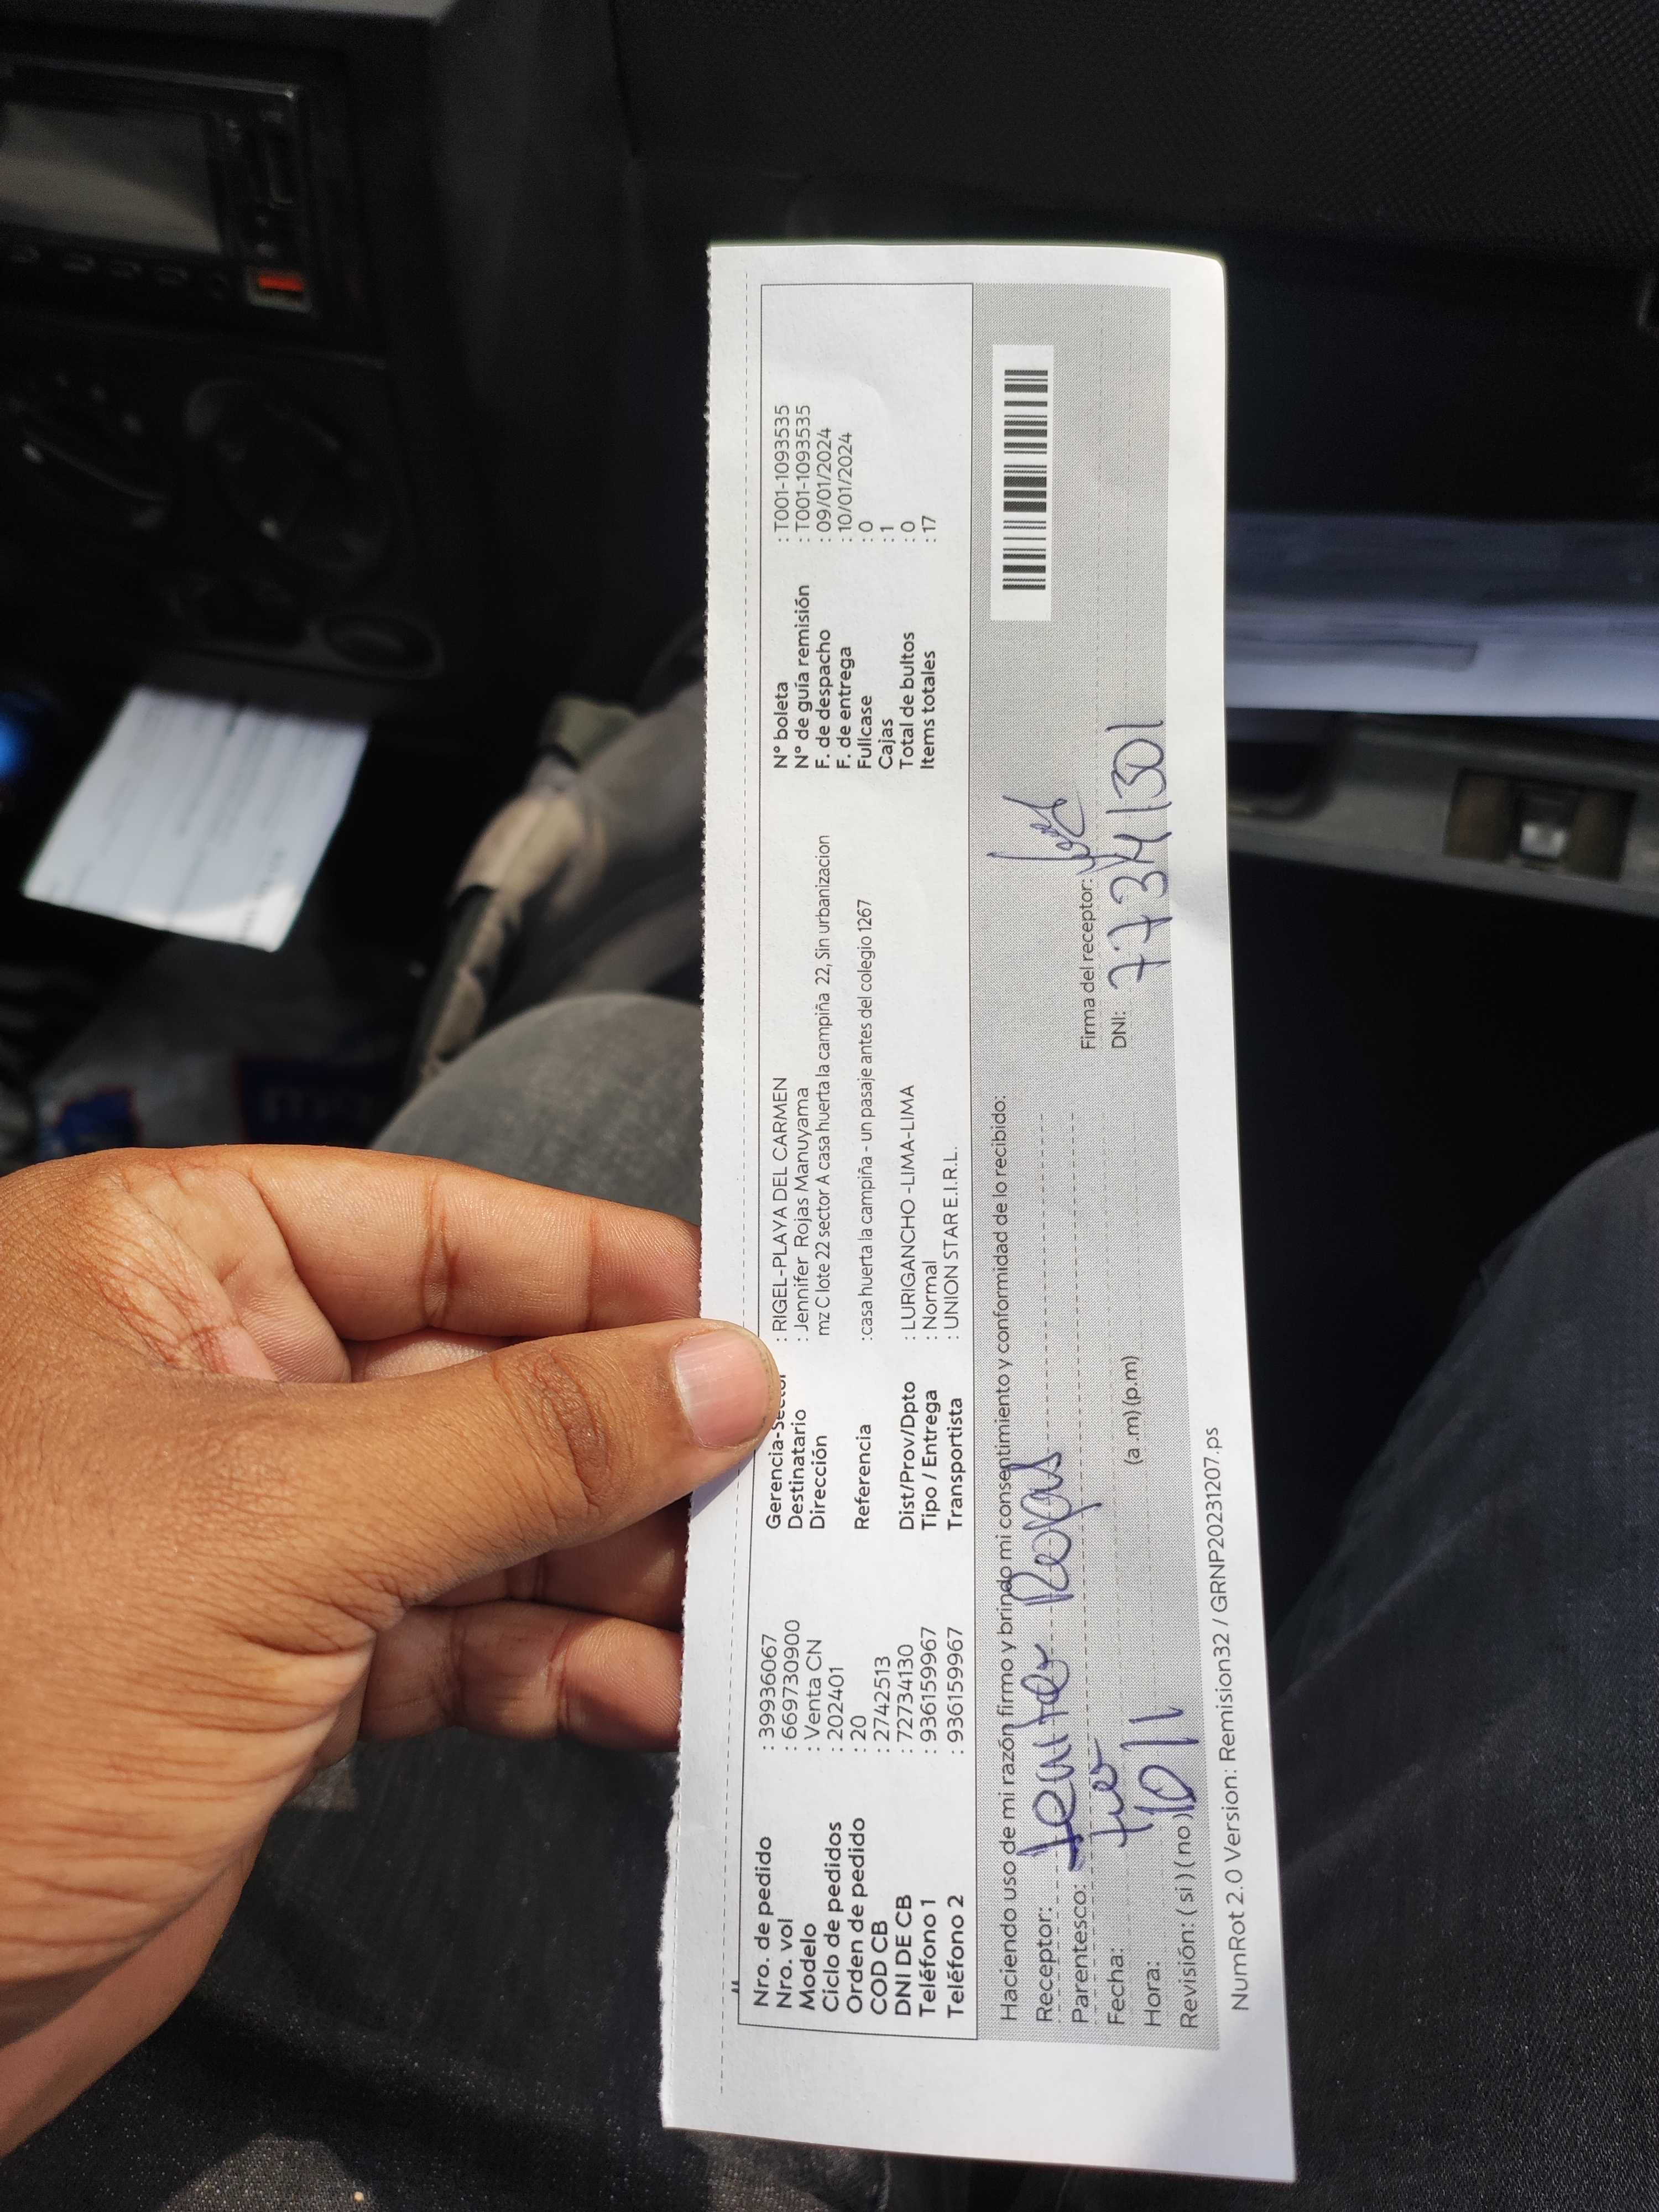 Nro. de pedido : 39936067
Nro. vol : 669730900
Modelo : Venta CN
Ciclo de pedidos : 202401
Orden de pedido : 20
COD CB : 2742513
DNI DE CB : 72734130
Teléfono 1 : 936159967
Teléfono 2 : 936159967
Gerencia-Sector : RIGEL-PLAYA DEL CARMEN
Destinatario : Jennifer Rojas Manuyama
Dirección mz C lote 22 sector A casa huerta la campiña 22, Sin urbanizacion
Referencia :casa huerta la campiña - un pasaje antes del colegio 1267
Dist/Prov/Dpto : LURIGANCHO -LIMA-LIMA
Tipo / Entrega : Normal
Transportista : UNION STAR E.I.R.L.
N° boleta : T001-1093535
N° de guía remisión : T001-1093535
F. de despacho : 09/01/2024
F. de entrega : 10/01/2024
Fullcase : 0
Cajas : 1
Total de bultos : 0
Items totales : 17
Haciendo uso de mi razón firmo y brindo mi consentimiento y conformidad de lo recibido:
Receptor: Rojas
Parentesco:
Fecha:
Hora: (a .m) (p.m)
Revisión: ( si ) ( no )
Firma del receptor:
DNI: 77341301
NumRot 2.0 Version: Remision32 / GRNP20231207.ps